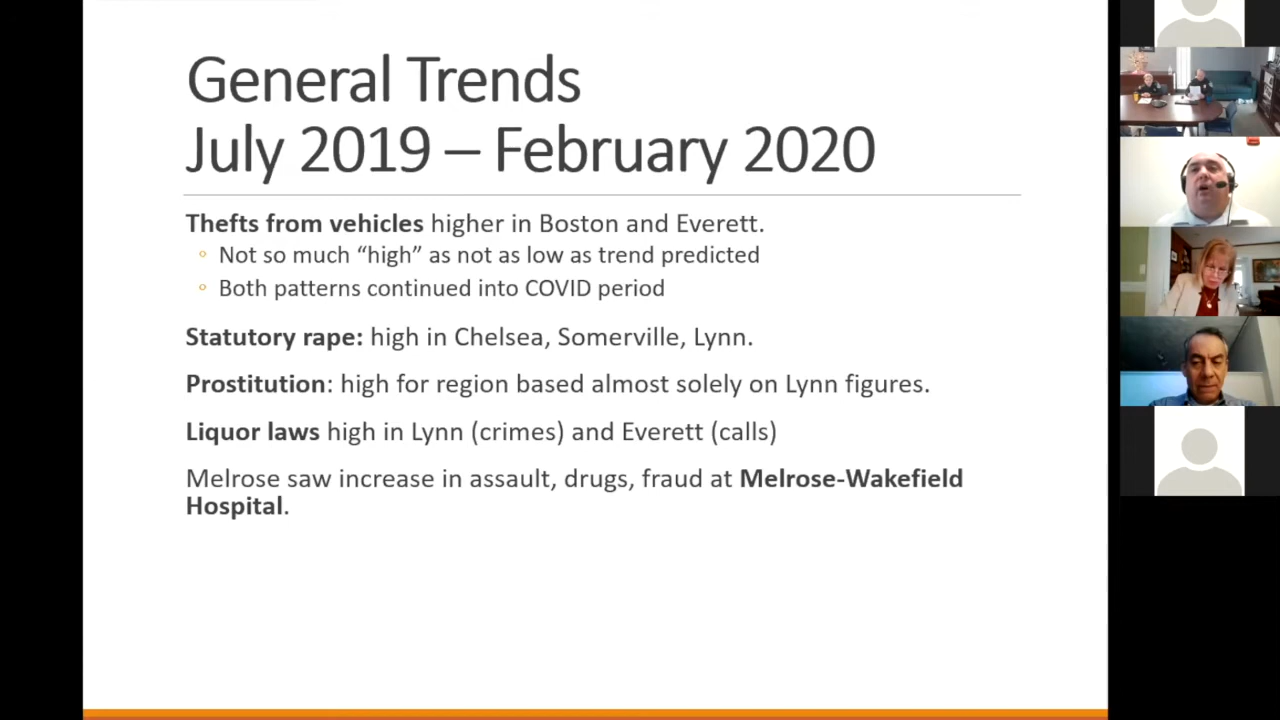 General Trends
July 2019 – February 2020
Thefts from vehicles higher in Boston and Everett.
◦ Not so much “high” as not as low as trend predicted
◦ Both patterns continued into COVID period
Statutory rape: high in Chelsea, Somerville, Lynn.
Prostitution: high for region based almost solely on Lynn figures.
Liquor laws high in Lynn (crimes) and Everett (calls)
Melrose saw increase in assault, drugs, fraud at Melrose-Wakefield
Hospital.